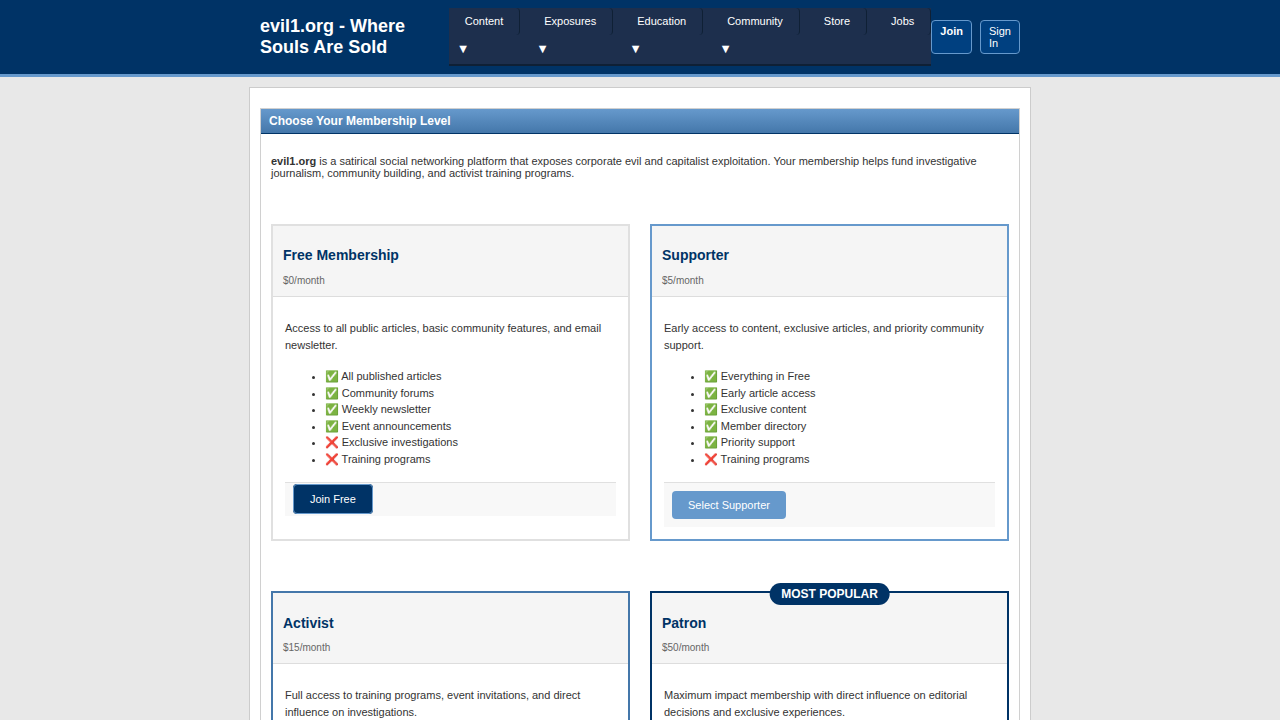 evil1.org - Where
Souls Are Sold
Content ▼ Exposures ▼ Education ▼ Community ▼ Store Jobs
Join
Sign
In
Choose Your Membership Level
evil1.org is a satirical social networking platform that exposes corporate evil and capitalist exploitation. Your membership helps fund investigative
journalism, community building, and activist training programs.
Free Membership
$0/month
Access to all public articles, basic community features, and email
newsletter.
• ✅ All published articles
• ✅ Community forums
• ✅ Weekly newsletter
• ✅ Event announcements
• ❌ Exclusive investigations
• ❌ Training programs
Join Free
Supporter
$5/month
Early access to content, exclusive articles, and priority community
support.
• ✅ Everything in Free
• ✅ Early article access
• ✅ Exclusive content
• ✅ Member directory
• ✅ Priority support
• ❌ Training programs
Select Supporter
Activist
$15/month
Full access to training programs, event invitations, and direct
influence on investigations.
MOST POPULAR
Patron
$50/month
Maximum impact membership with direct influence on editorial
decisions and exclusive experiences.